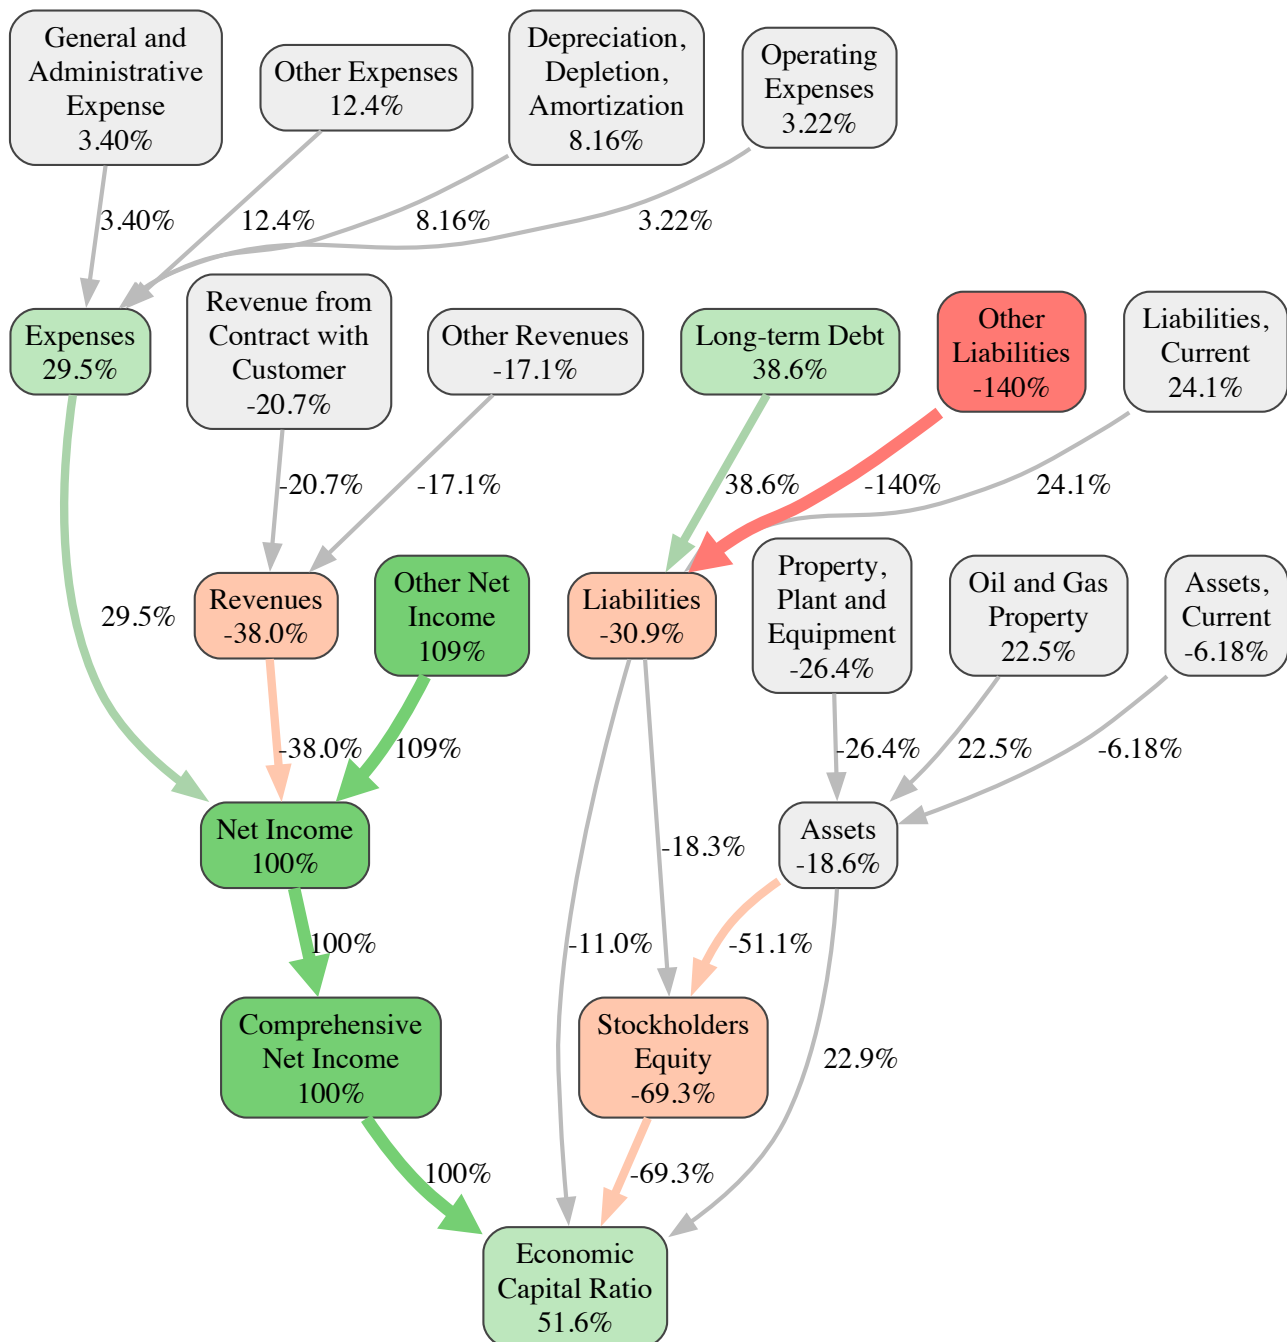 General and
Administrative
Expense
3.40%
Other Expenses
12.4%
Depreciation,
Depletion,
Amortization
8.16%
Operating
Expenses
3.22%
3.40%
12.4%
8.16%
3.22%
Expenses
29.5%
Revenue from
Contract with
Customer
-20.7%
Other Revenues
-17.1%
Long-term Debt
38.6%
Other
Liabilities
-140%
Liabilities,
Current
24.1%
-20.7%
-17.1%
38.6%
-140%
24.1%
29.5%
Revenues
-38.0%
Other Net
Income
109%
Liabilities
-30.9%
Property,
Plant and
Equipment
-26.4%
Oil and Gas
Property
22.5%
Assets,
Current
-6.18%
-38.0%
109%
-26.4%
22.5%
-6.18%
Net Income
100%
-18.3%
Assets
-18.6%
100%
-11.0%
-51.1%
Comprehensive
Net Income
100%
Stockholders
Equity
-69.3%
22.9%
100%
-69.3%
Economic
Capital Ratio
51.6%